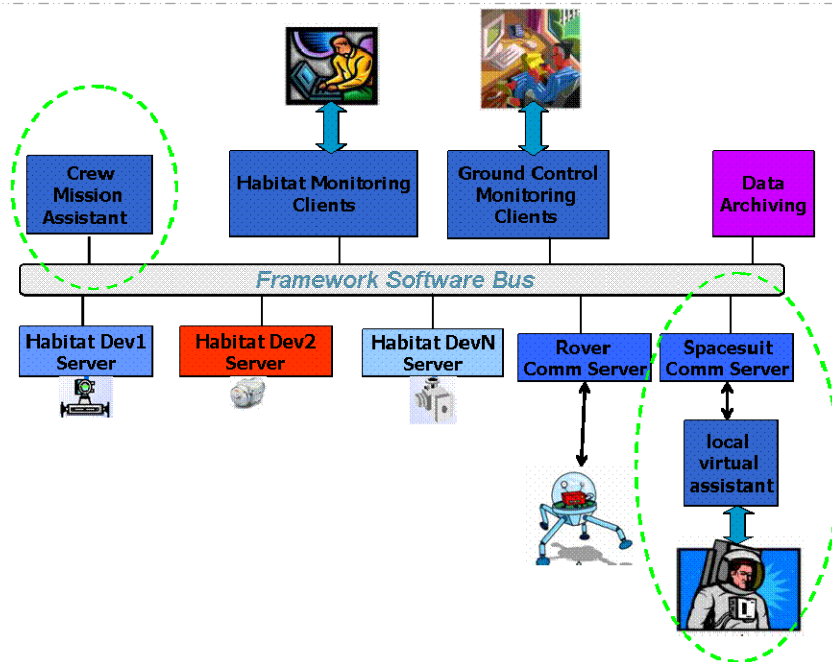 Crew
Mission
Assistant
Habitat Monitoring
Clients
Ground Control
Monitoring
Clients
Data
Archiving
Framework Software Bus
Habitat Dev1
Server
Habitat Dev2
Server
Habitat DevN
Server
Rover
Comm Server
Spacesuit
Comm Server
local
virtual
assistant